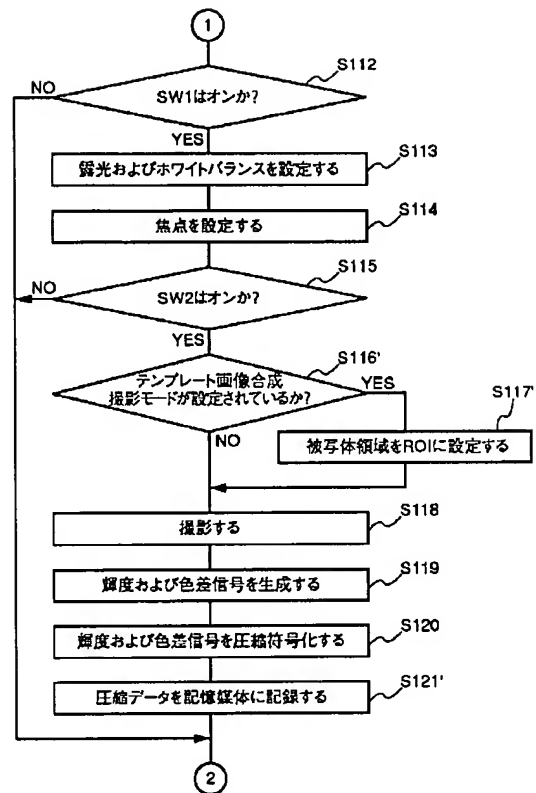 1
S112
NO
SW1はオンか?
YES
S113
露光およびホワイトバランスを設定する
S114
焦点を設定する
S115
NO
SW2はオンか?
YES
S116'
テンプレート画像合成
撮影モードが設定されているか?
YES
S117'
NO
被写体領域をROIに設定する
S118
撮影する
S119
輝度および色差信号を生成する
S120
輝度および色差信号を圧縮符号化する
S121'
圧縮データを記憶媒体に記録する
2